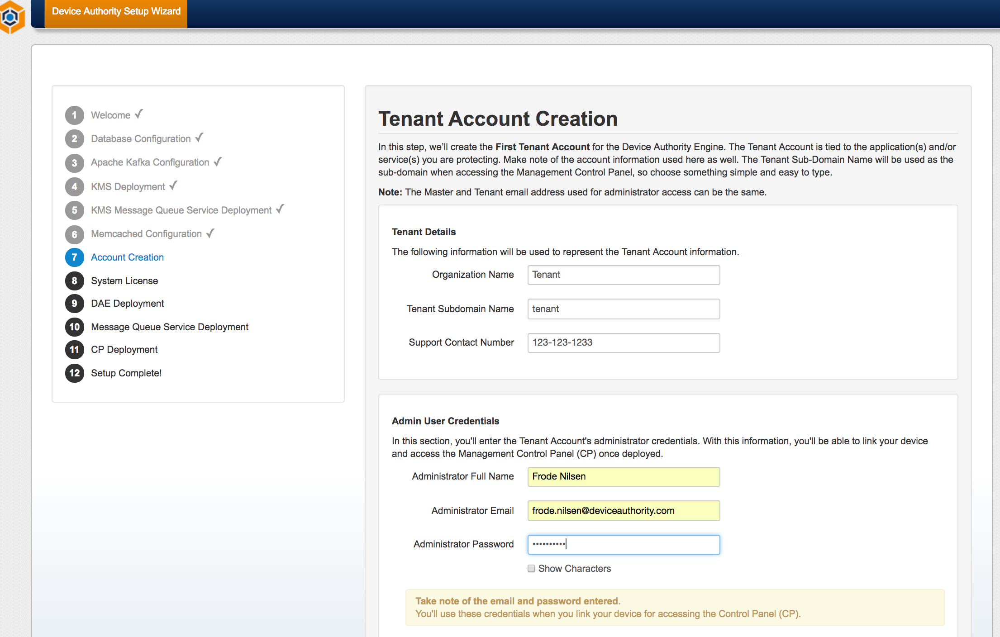 Device Authority Setup Wizard
1 Welcome ✓
2 Database Configuration ✓
3 Apache Kafka Configuration ✓
4 KMS Deployment ✓
5 KMS Message Queue Service Deployment ✓
6 Memcached Configuration ✓
7 Account Creation
8 System License
9 DAE Deployment
10 Message Queue Service Deployment
11 CP Deployment
12 Setup Complete!
Tenant Account Creation
In this step, we’ll create the First Tenant Account for the Device Authority Engine. The Tenant Account is tied to the application(s) and/or
service(s) you are protecting. Make note of the account information used here as well. The Tenant Sub-Domain Name will be used as the
sub-domain when accessing the Management Control Panel, so choose something simple and easy to type.
Note: The Master and Tenant email address used for administrator access can be the same.
Tenant Details
The following information will be used to represent the Tenant Account information.
Organization Name Tenant
Tenant Subdomain Name tenant
Support Contact Number 123-123-1233
Admin User Credentials
In this section, you'll enter the Tenant Account's administrator credentials. With this information, you'll be able to link your device
and access the Management Control Panel (CP) once deployed.
Administrator Full Name Frode Nilsen
Administrator Email frode.nilsen@deviceauthority.com
Administrator Password ••••••••••
Show Characters
Take note of the email and password entered.
You'll use these credentials when you link your device for accessing the Control Panel (CP).